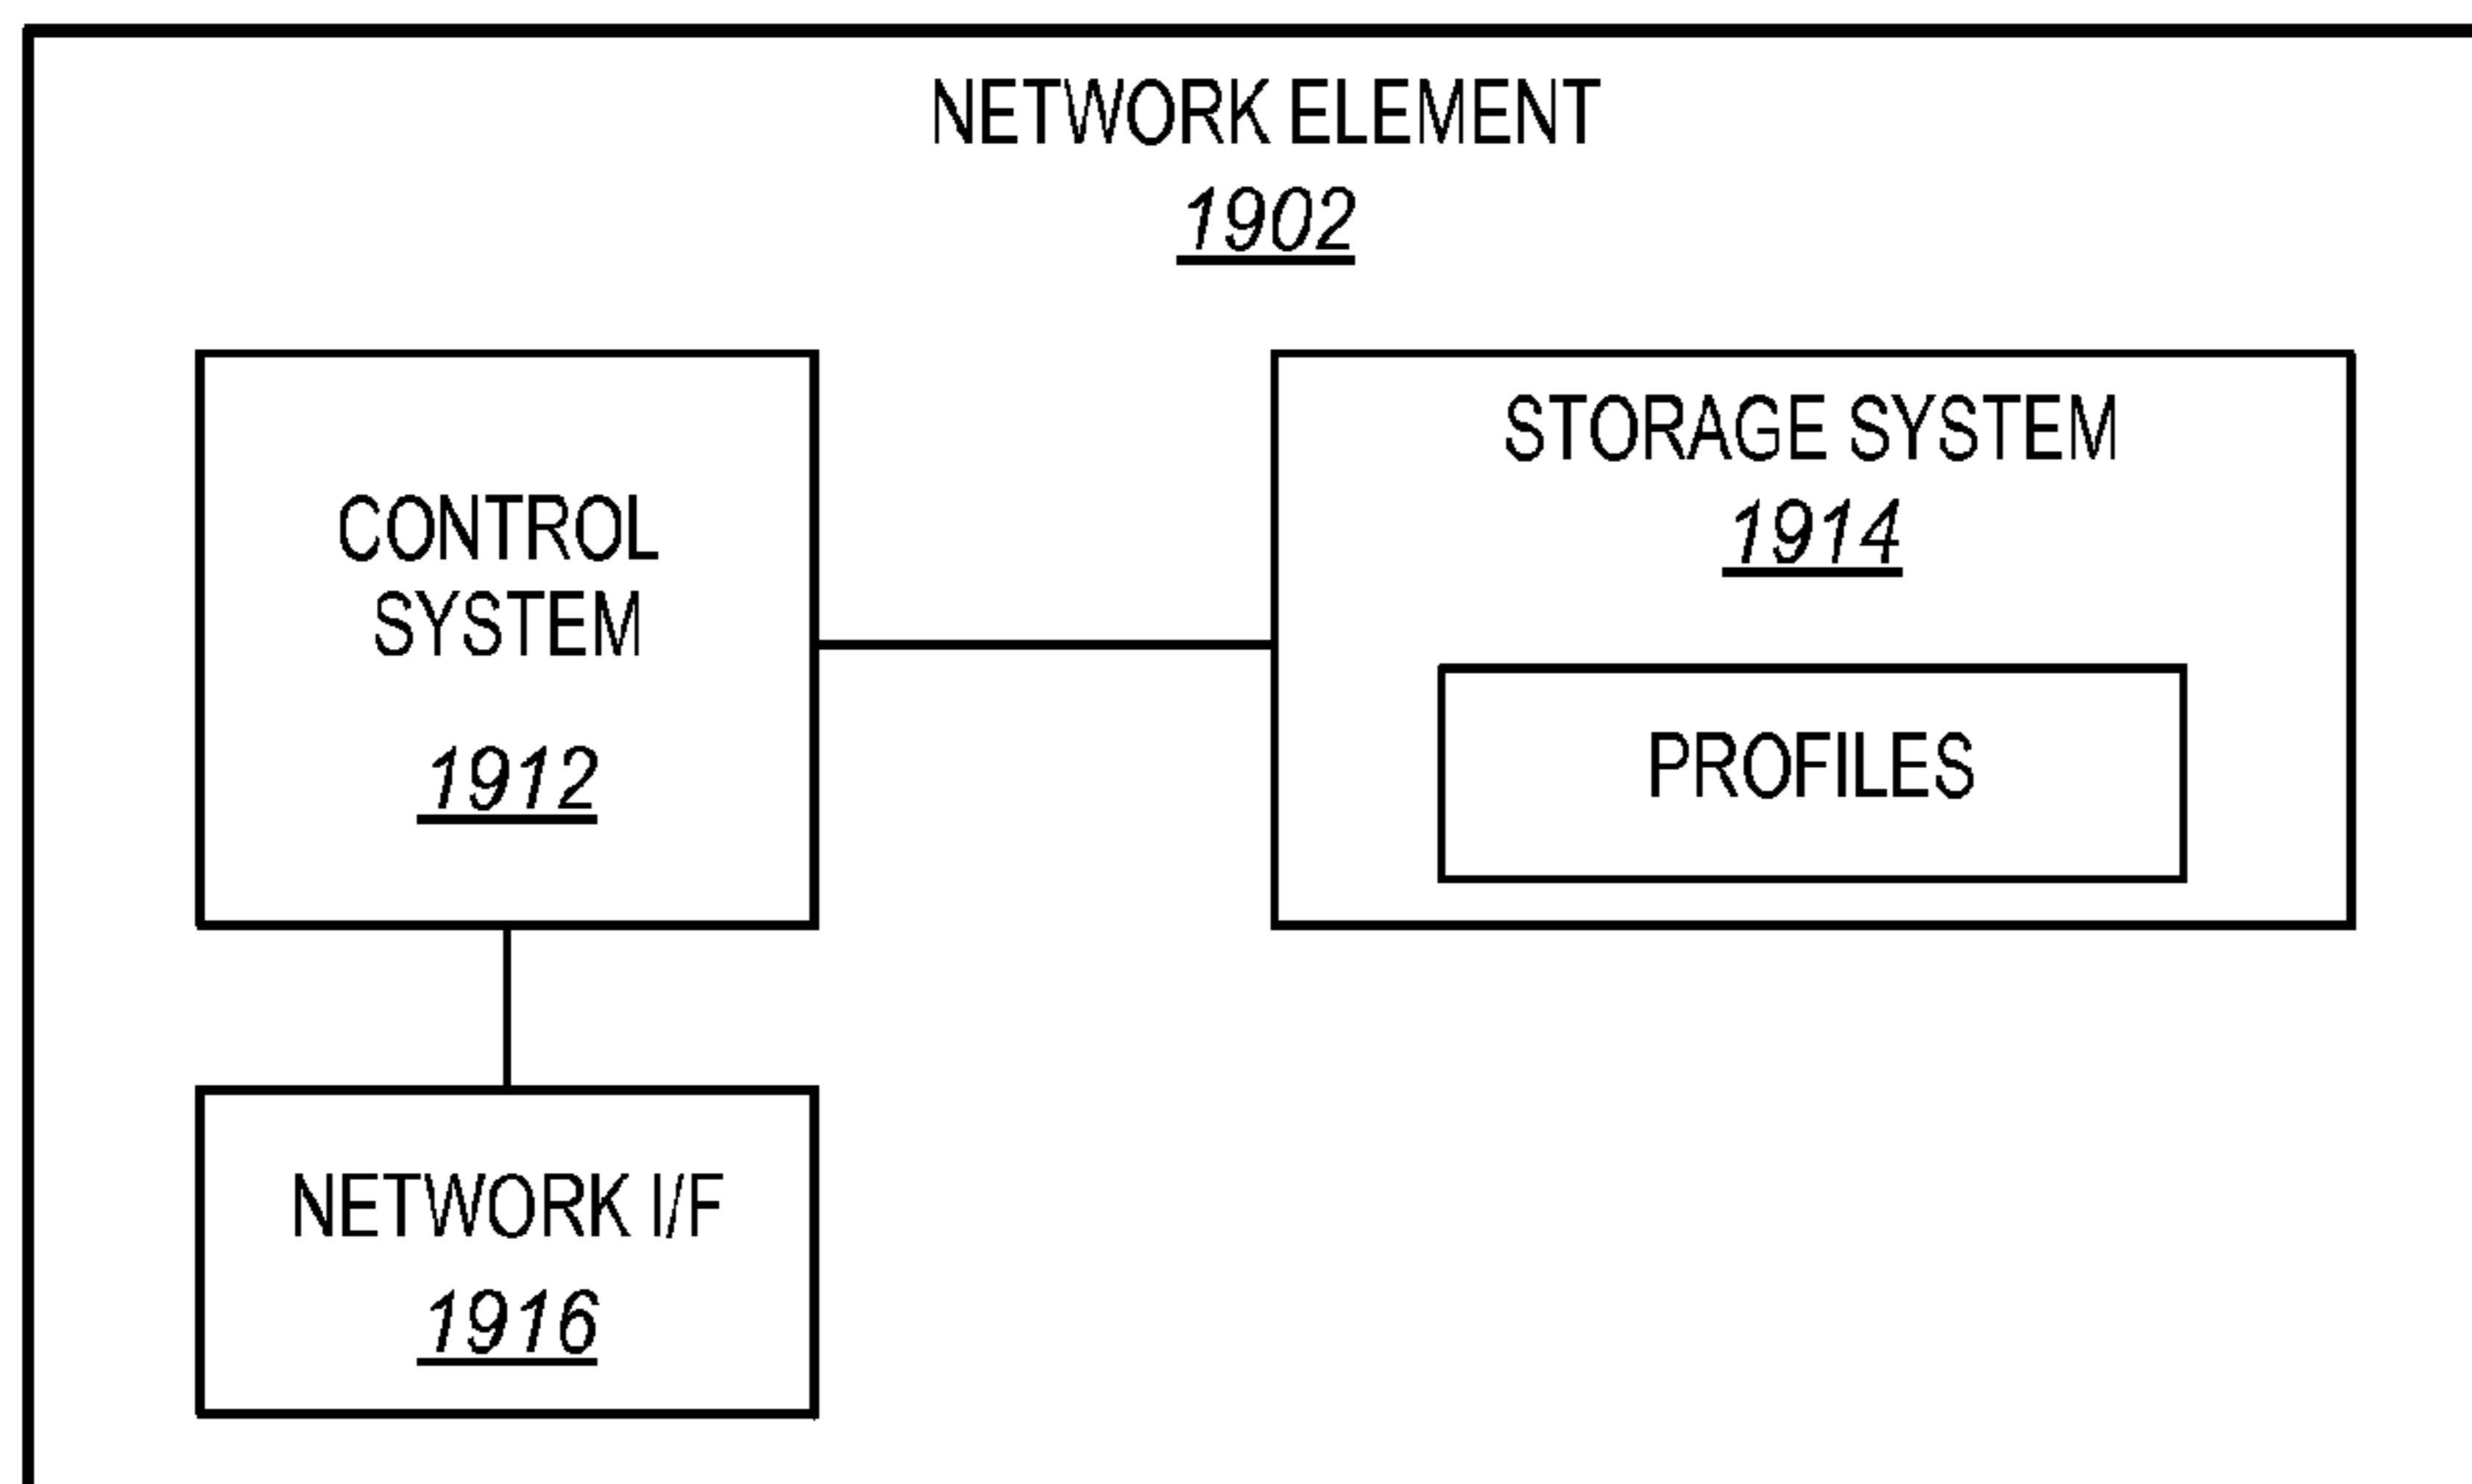 NETWORK ELEMENT
1902
CONTROL
SYSTEM
1912
STORAGE SYSTEM
1914
PROFILES
NETWORK I/F
1916